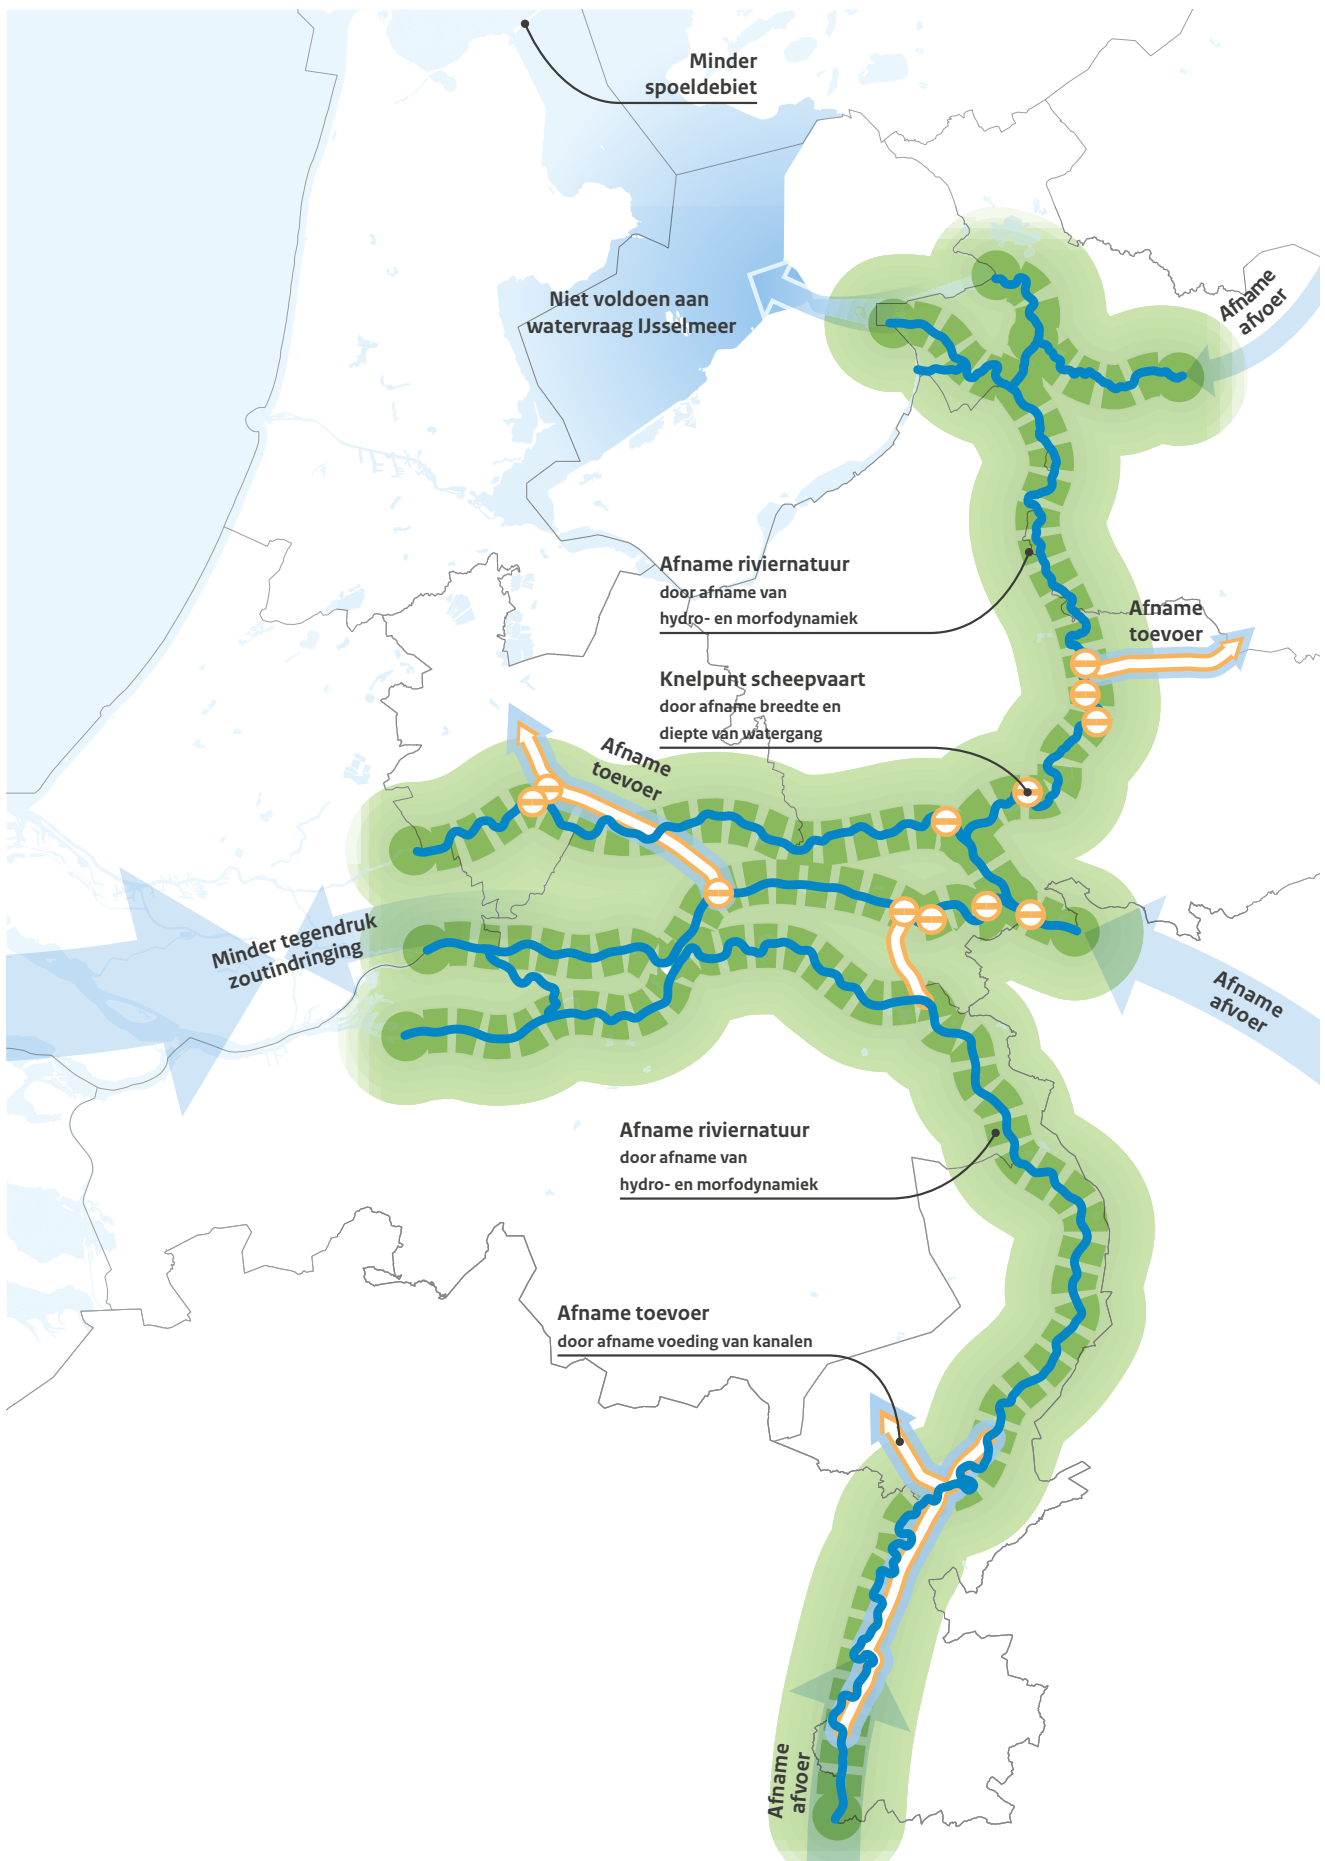 Minder
spoeldebiet
Afname
afvoer
Niet voldoen aan
watervraag IJsselmeer
Afname riviernatuur
door afname van
hydro- en morfodynamiek
Afname
toevoer
Knelpunt scheepvaart
door afname breedte en
diepte van watergang
Afname
toevoer
Minder tegendruk
zoutindringing
Afname
afvoer
Afname riviernatuur
door afname van
hydro- en morfodynamiek
Afname toevoer
door afname voeding van kanalen
Afname
afvoer